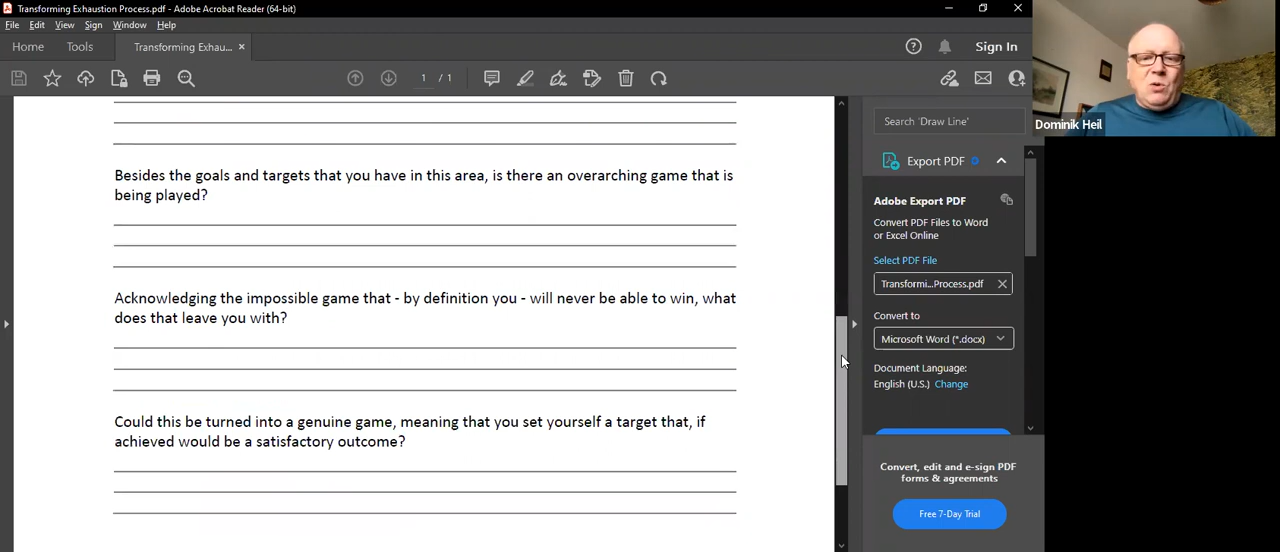 Transforming Exhaustion Process.pdf - Adobe Acrobat Reader (64-bit)
File Edit View Sign Window Help
Home Tools Transforming Exhau... ×
Sign In
1 / 1
Dominik Heil
Besides the goals and targets that you have in this area, is there an overarching game that is
being played?
Acknowledging the impossible game that - by definition you - will never be able to win, what
does that leave you with?
Could this be turned into a genuine game, meaning that you set yourself a target that, if
achieved would be a satisfactory outcome?
Search 'Draw Line'
Export PDF
Adobe Export PDF
Convert PDF Files to Word
or Excel Online
Select PDF File
Transformi...Process.pdf
Convert to
Microsoft Word (*.docx)
Document Language:
English (U.S.) Change
Convert, edit and e-sign PDF
forms & agreements
Free 7-Day Trial